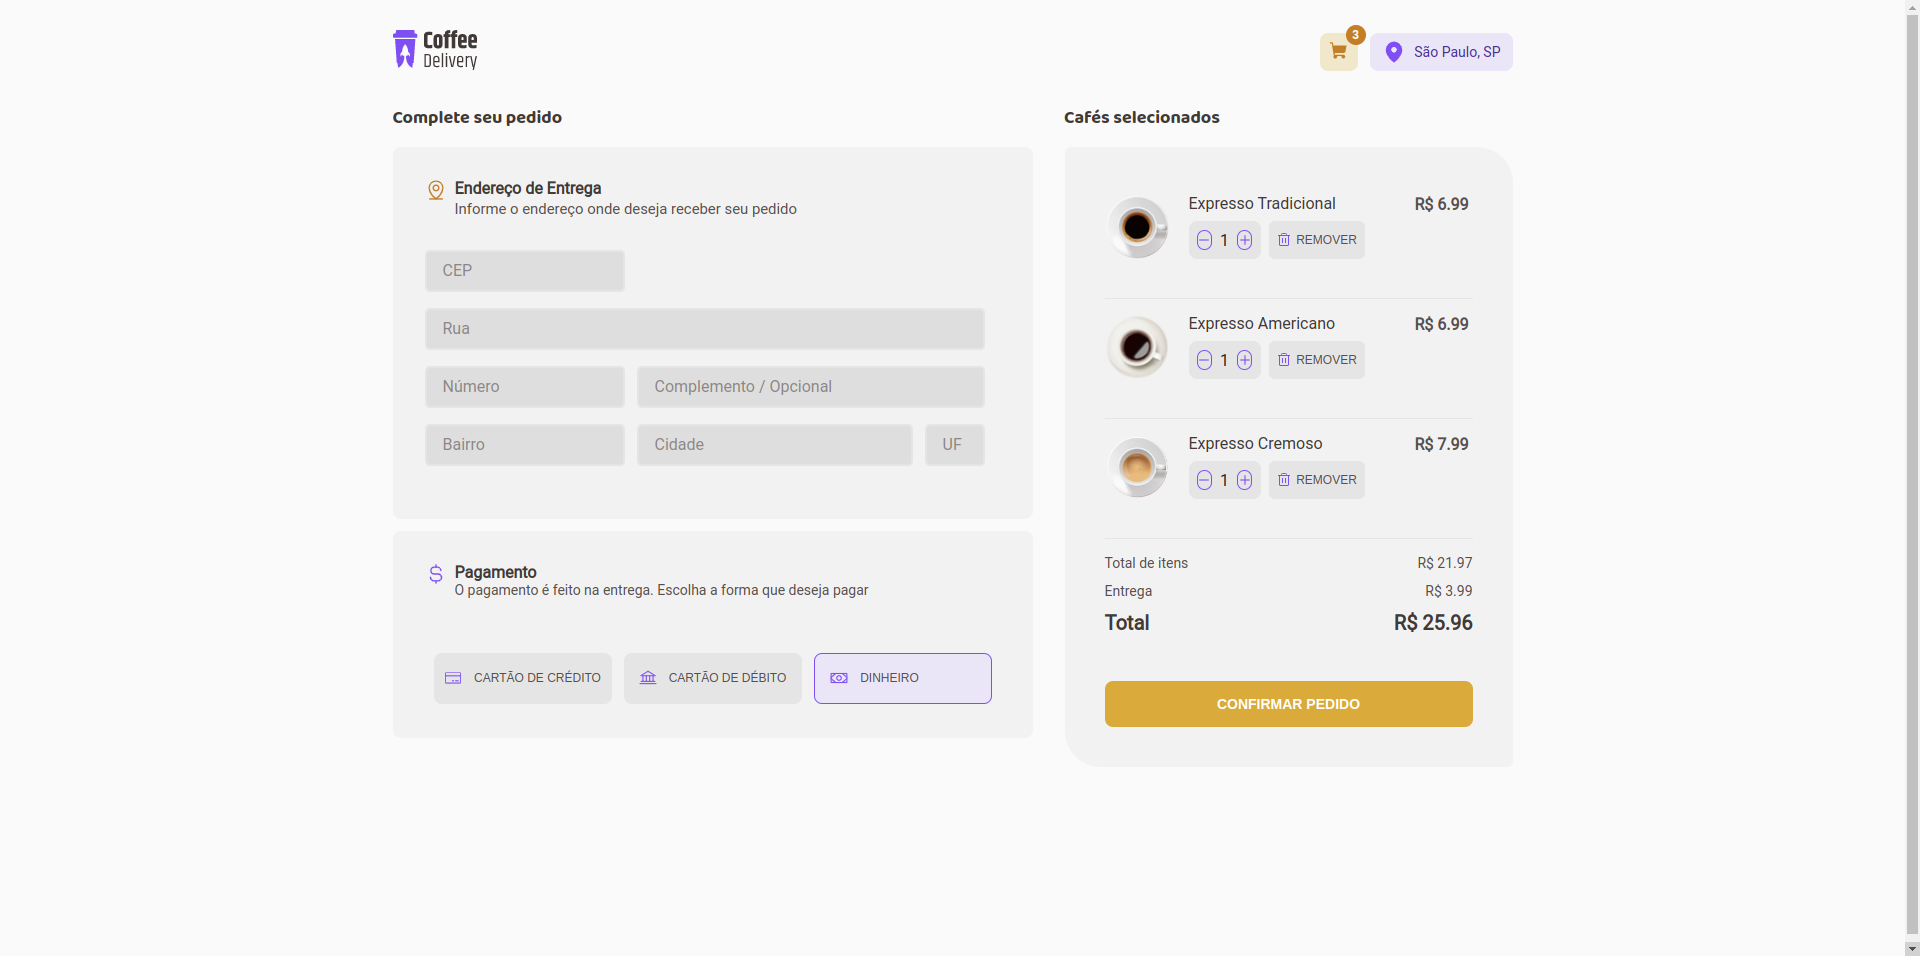 Coffee
Delivery
3
São Paulo, SP
Complete seu pedido
Endereço de Entrega
Informe o endereço onde deseja receber seu pedido
CEP
Rua
Número
Complemento / Opcional
Bairro
Cidade
UF
Pagamento
O pagamento é feito na entrega. Escolha a forma que deseja pagar
CARTÃO DE CRÉDITO
CARTÃO DE DÉBITO
DINHEIRO
Cafés selecionados
Expresso Tradicional
R$ 6.99
1
REMOVER
Expresso Americano
R$ 6.99
1
REMOVER
Expresso Cremoso
R$ 7.99
1
REMOVER
Total de itens
R$ 21.97
Entrega
R$ 3.99
Total
R$ 25.96
CONFIRMAR PEDIDO